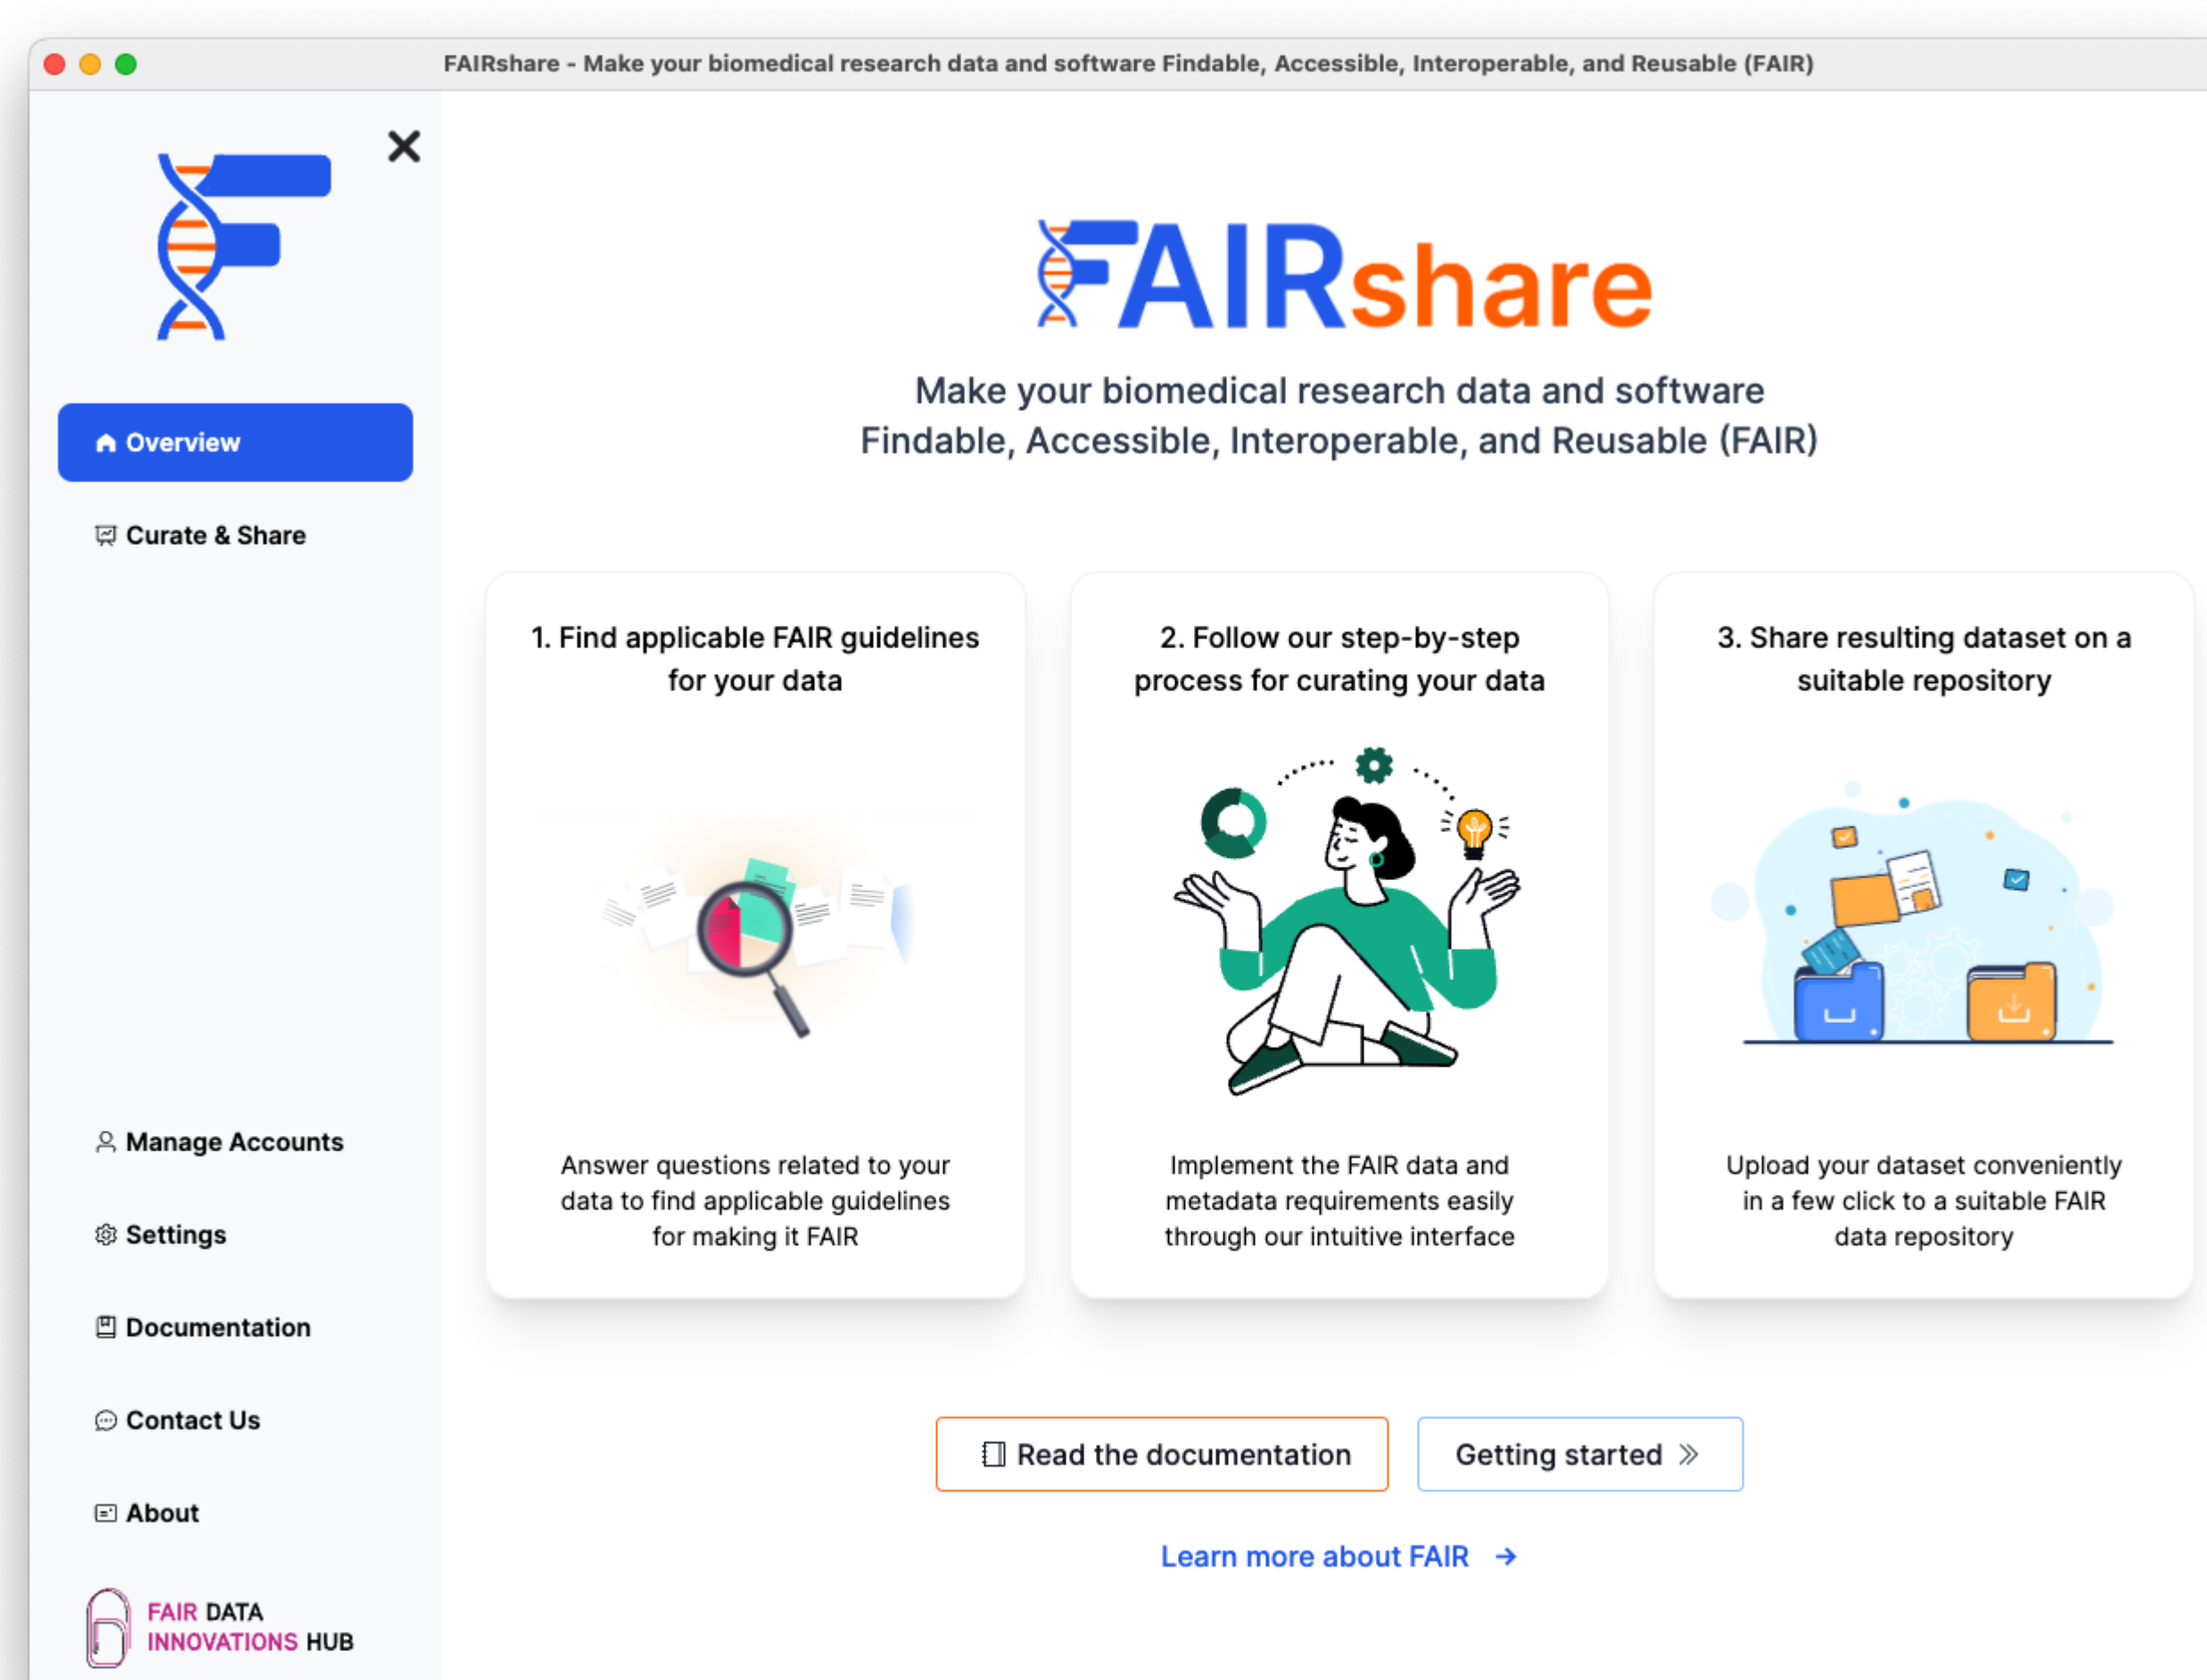 FAIRshare - Make your biomedical research data and software Findable, Accessible, Interoperable, and Reusable (FAIR)
Overview
Curate & Share
Manage Accounts
Settings
Documentation
Contact Us
About
FAIR DATA
INNOVATIONS HUB
FAIRshare
Make your biomedical research data and software
Findable, Accessible, Interoperable, and Reusable (FAIR)
1. Find applicable FAIR guidelines
for your data
Answer questions related to your
data to find applicable guidelines
for making it FAIR
2. Follow our step-by-step
process for curating your data
Implement the FAIR data and
metadata requirements easily
through our intuitive interface
3. Share resulting dataset on a
suitable repository
Upload your dataset conveniently
in a few click to a suitable FAIR
data repository
Read the documentation
Getting started
Learn more about FAIR